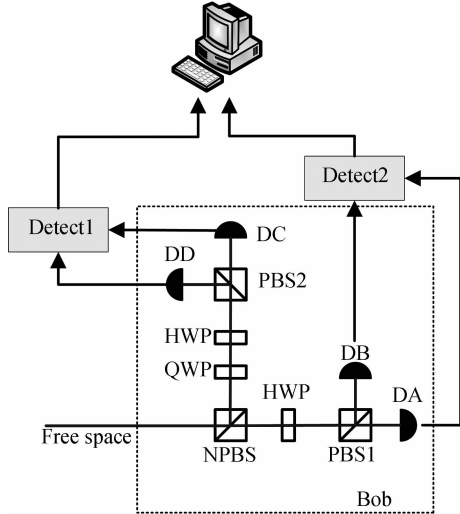 Detect2
Detect1
DC
DD
PBS2
HWP
DB
QWP
HWP
DA
Free space
NPBS
PBS1
Bob